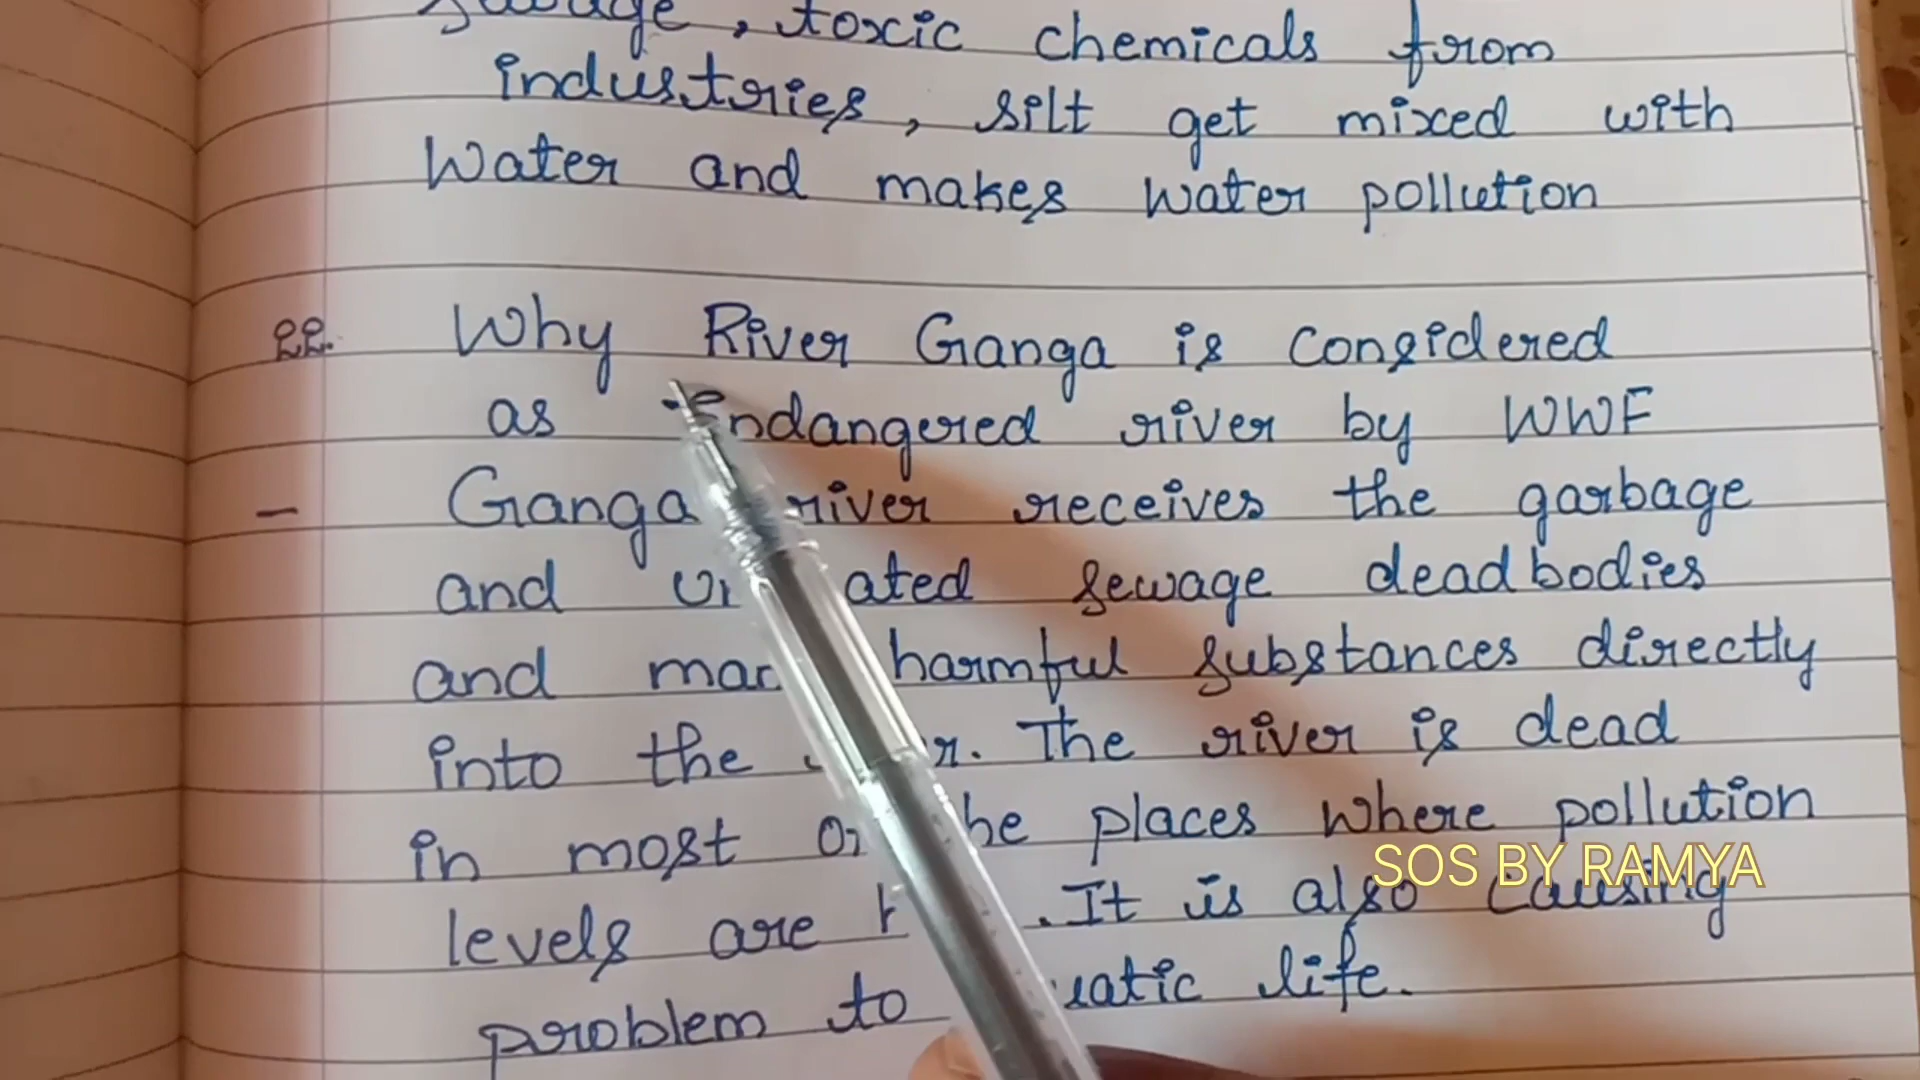 sewage, toxic chemicals from
industries, silt get mixed with
Water and makes water pollution
22. Why River Ganga is considered
as endangered river by WWF
- Ganga river receives the garbage
and sewage deadbodies
and harmful substances directly
into the The river is dead
in most the places where pollution
levels are .It is also causing
problem to life.
SOS BY RAMYA